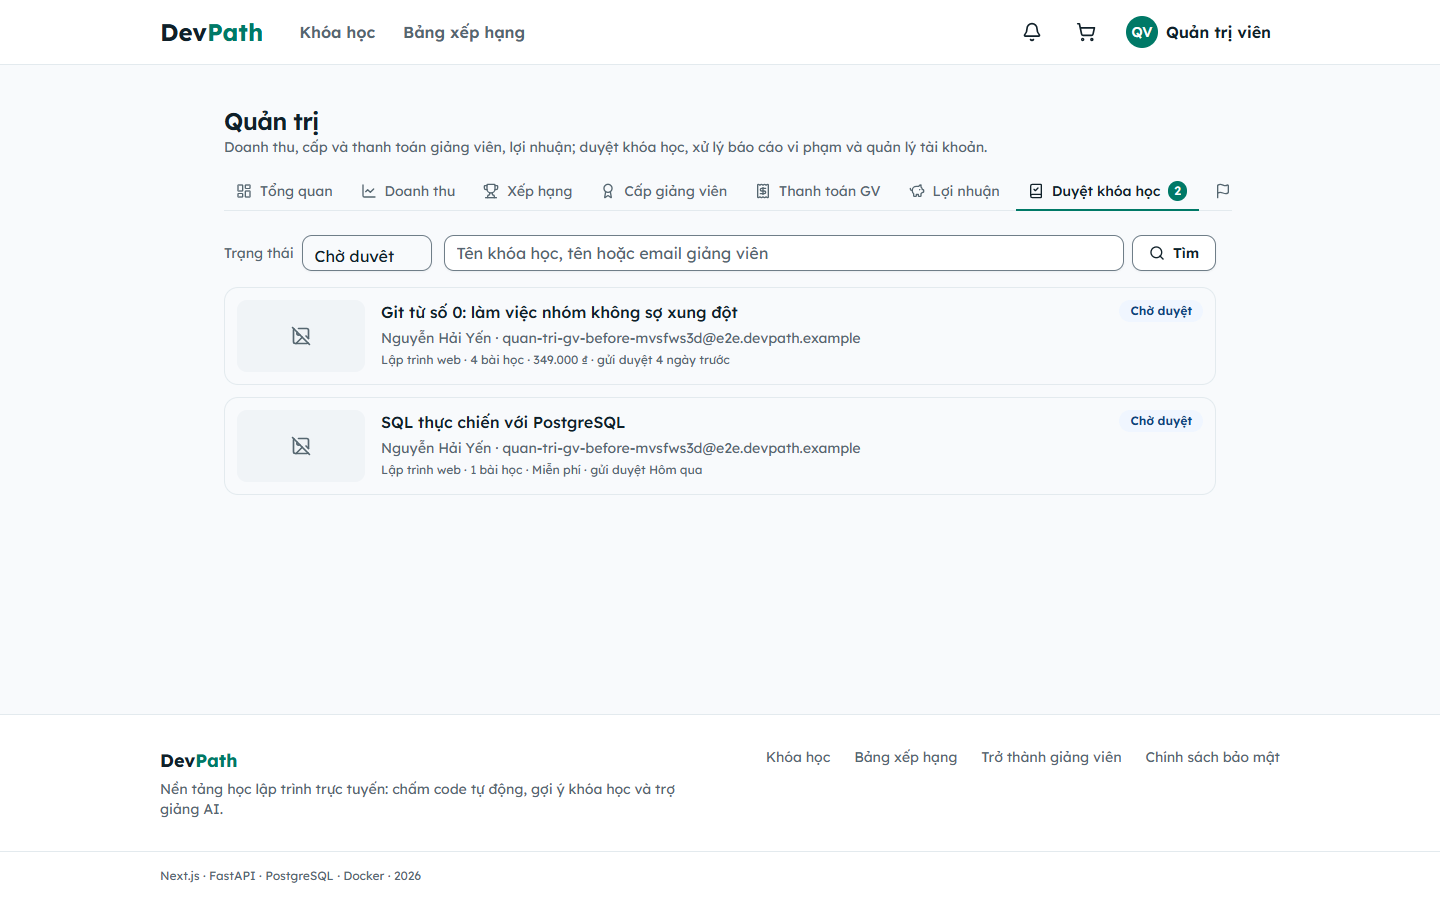 DevPath Khóa học Bảng xếp hạng QV Quản trị viên
Quản trị
Doanh thu, cấp và thanh toán giảng viên, lợi nhuận; duyệt khóa học, xử lý báo cáo vi phạm và quản lý tài khoản.
Tổng quan Doanh thu Xếp hạng Cấp giảng viên Thanh toán GV Lợi nhuận Duyệt khóa học 2
Trạng thái Chờ duyệt Tên khóa học, tên hoặc email giảng viên Tìm
Git từ số 0: làm việc nhóm không sợ xung đột Chờ duyệt
Nguyễn Hải Yến · quan-tri-gv-before-mvsfws3d@e2e.devpath.example
Lập trình web · 4 bài học · 349.000 ₫ · gửi duyệt 4 ngày trước
SQL thực chiến với PostgreSQL Chờ duyệt
Nguyễn Hải Yến · quan-tri-gv-before-mvsfws3d@e2e.devpath.example
Lập trình web · 1 bài học · Miễn phí · gửi duyệt Hôm qua
DevPath Khóa học Bảng xếp hạng Trở thành giảng viên Chính sách bảo mật
Nền tảng học lập trình trực tuyến: chấm code tự động, gợi ý khóa học và trợ
giảng AI.
Next.js · FastAPI · PostgreSQL · Docker · 2026